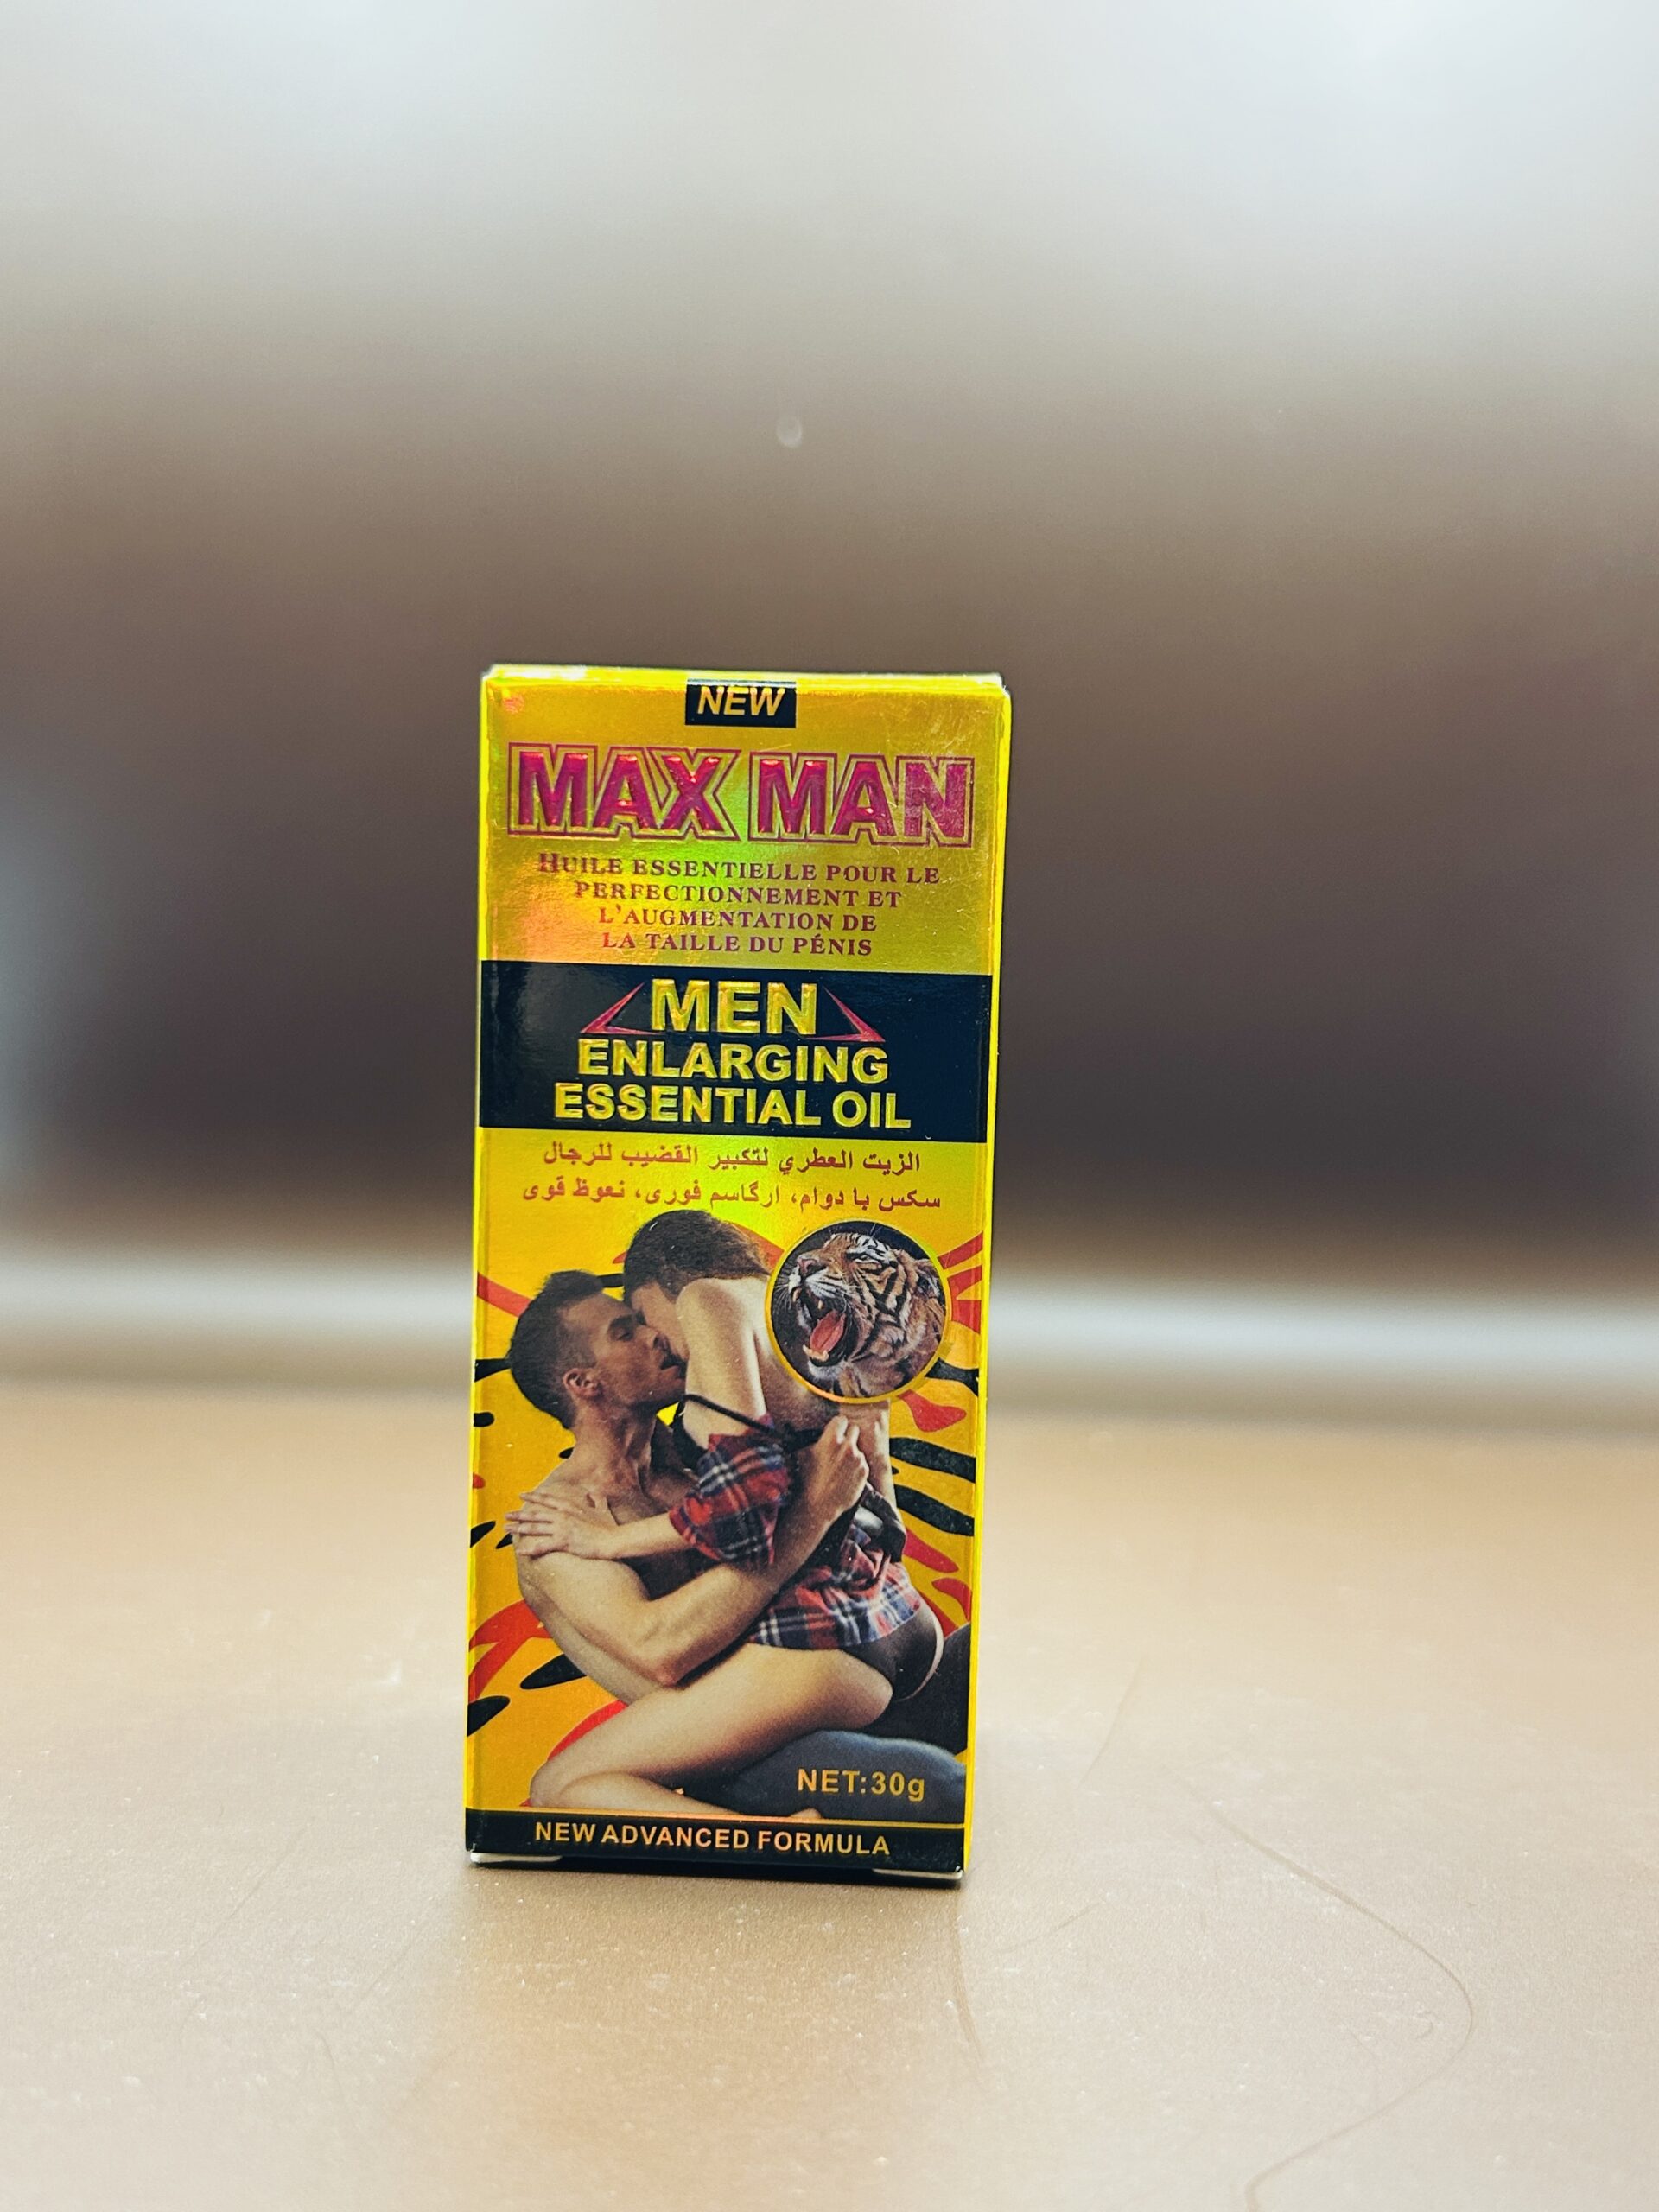 NEW
MAX MAN
HUILE ESSENTIELLE POUR LE
PERFECTIONNEMENT ET
L'AUGMENTATION DE
LA TAILLE DU PÉNIS
MEN
ENLARGING
ESSENTIAL OIL
الزيت العطري لتكبير القضيب للرجال
سکس با دوام، ارگاسم فوری، نعوظ قوی
NET:30g
NEW ADVANCED FORMULA